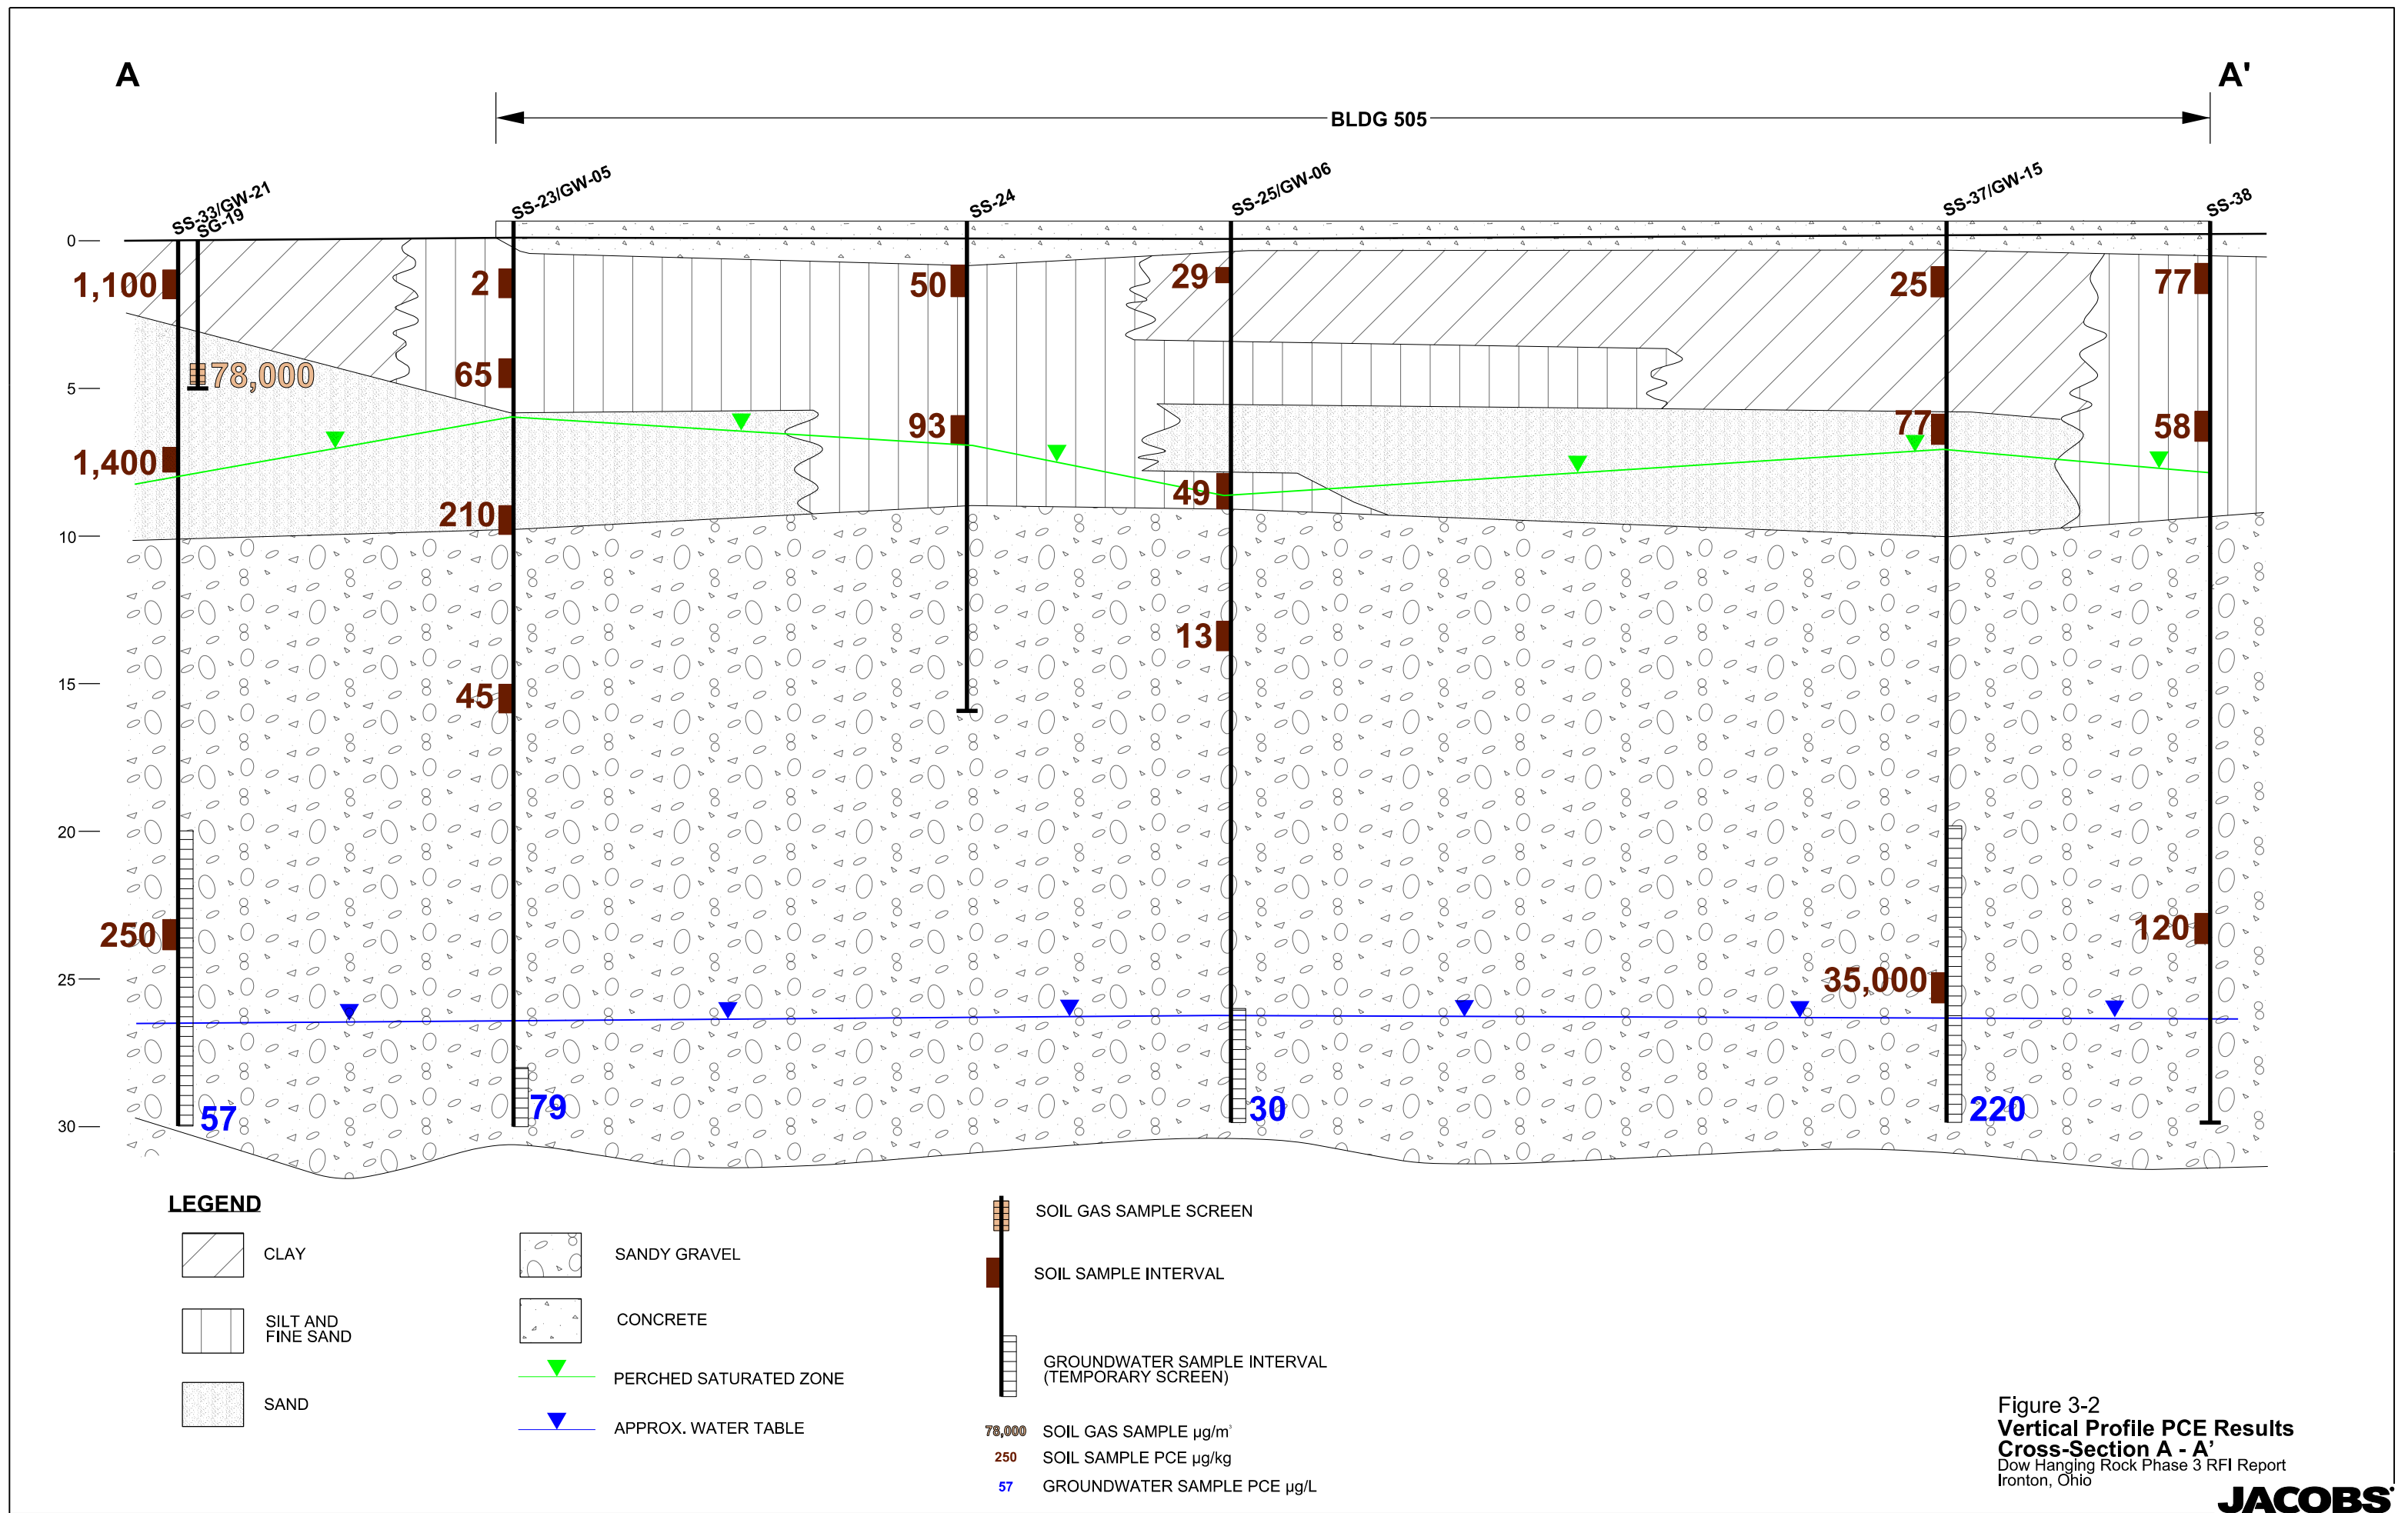 A
A'
BLDG 505
SS-33/GW-21
SG-19
SS-23/GW-05
SS-24
SS-25/GW-06
SS-37/GW-15
SS-38
0
1,100
2
50
29
25
77
5
78,000
65
93
77
58
1,400
49
210
10
13
15
45
20
250
120
25
35,000
30
57
79
30
220
LEGEND
CLAY
SILT AND
FINE SAND
SAND
SANDY GRAVEL
CONCRETE
PERCHED SATURATED ZONE
APPROX. WATER TABLE
SOIL GAS SAMPLE SCREEN
SOIL SAMPLE INTERVAL
GROUNDWATER SAMPLE INTERVAL
(TEMPORARY SCREEN)
78,000 SOIL GAS SAMPLE µg/m³
250 SOIL SAMPLE PCE µg/kg
57 GROUNDWATER SAMPLE PCE µg/L
Figure 3-2
Vertical Profile PCE Results
Cross-Section A - A'
Dow Hanging Rock Phase 3 RFI Report
Ironton, Ohio
JACOBS